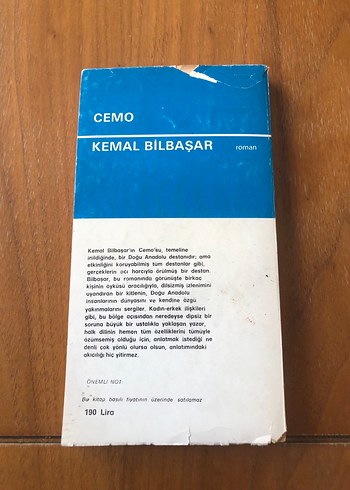 CEMO
KEMAL BİLBAŞAR
roman
Kemal Bilbaşar'ın Cemo'su, temeline
inildiğinde, bir Doğu Anadolu destanıdır; ama
etkinliğini koruyabilmiş tüm destanlar gibi,
gerçeklerin acı harcıyla örülmüş bir destan.
Bilbaşar, bu romanında görünüşte birkaç
kişinin öyküsü aracılığıyla, dilsizmiş izlenimini
uyandıran bir kitlenin, Doğu Anadolu
insanlarının dünyasını ve kendine özgü
yakınmalarını sergiler. Kadın-erkek ilişkileri
gibi, bu bölge açısından neredeyse dipsiz bir
soruna büyük bir ustalıkla yaklaşan yazar,
halk dilinin hemen tüm özelliklerini tümüyle
özümsemiş olduğu için, anlatmak istediği ne
denli çok yönlü olursa olsun, anlatımındaki
akıcılığı hiç yitirmez.
ÖNEMLİ NOT:
Bu kitap basılı fiyatının üzerinde satılamaz
190 Lira